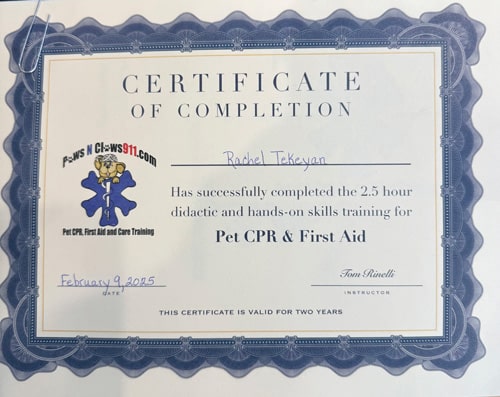 CERTIFICATE
OF COMPLETION
Paws N Claws911.com
Pet CPR, First Aid and Care Training
Rachel Tekeyan
Has successfully completed the 2.5 hour
didactic and hands-on skills training for
Pet CPR & First Aid
February 9, 2025
DATE
Tom Rinelli
INSTRUCTOR
THIS CERTIFICATE IS VALID FOR TWO YEARS